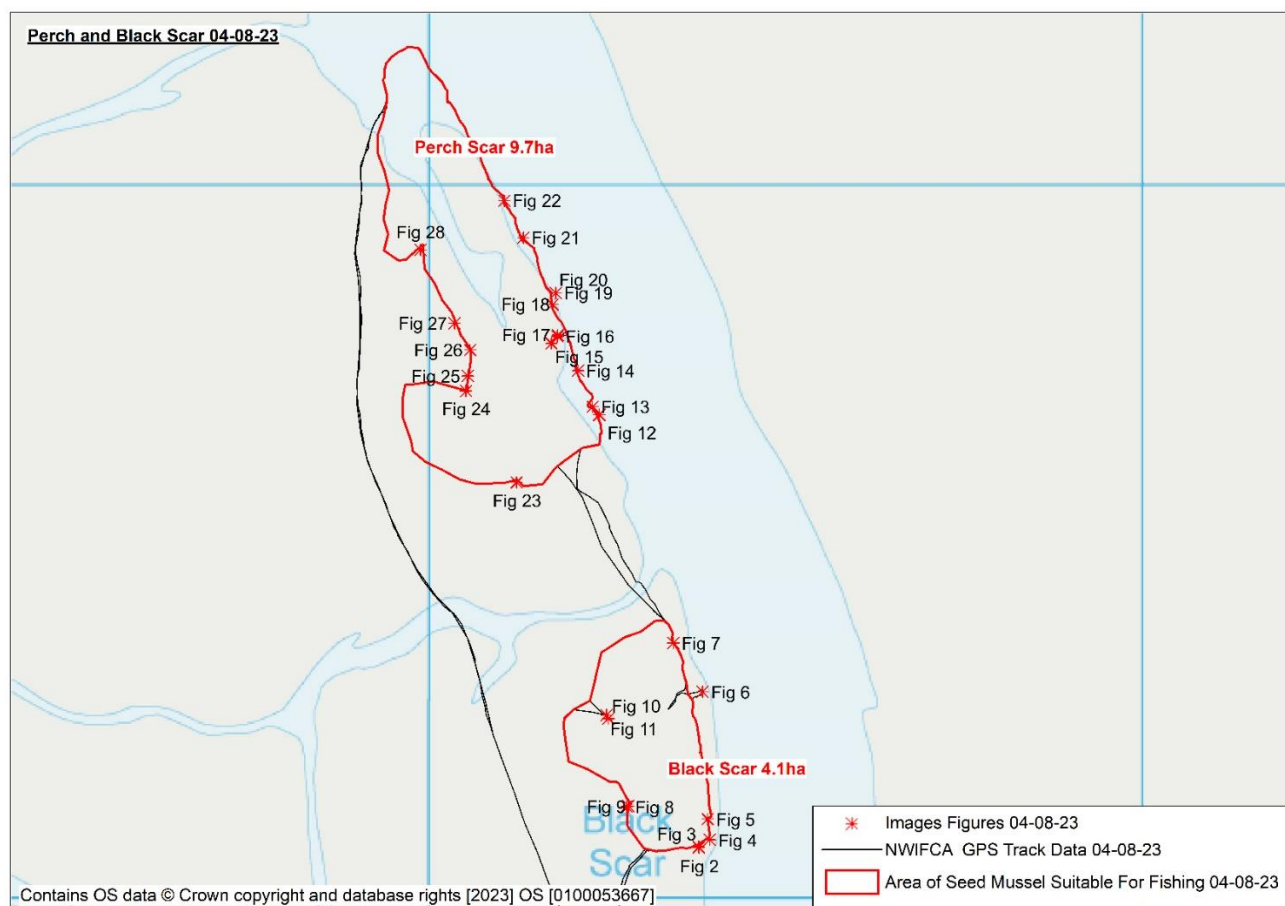 Perch and Black Scar 04-08-23
Perch Scar 9.7ha
Fig 22
Fig 21
Fig 28
Fig 20
Fig 19
Fig 18
Fig 27
Fig 17
Fig 16
Fig 26
Fig 15
Fig 14
Fig 25
Fig 24
Fig 13
Fig 12
Fig 23
Fig 7
Fig 6
Fig 10
Fig 11
Black Scar 4.1ha
Fig 9
Fig 8
Black
Scar
Fig 5
Fig 3
Fig 4
Fig 2
Images Figures 04-08-23
NWIFCA GPS Track Data 04-08-23
Area of Seed Mussel Suitable For Fishing 04-08-23
Contains OS data © Crown copyright and database rights [2023] OS [0100053667]